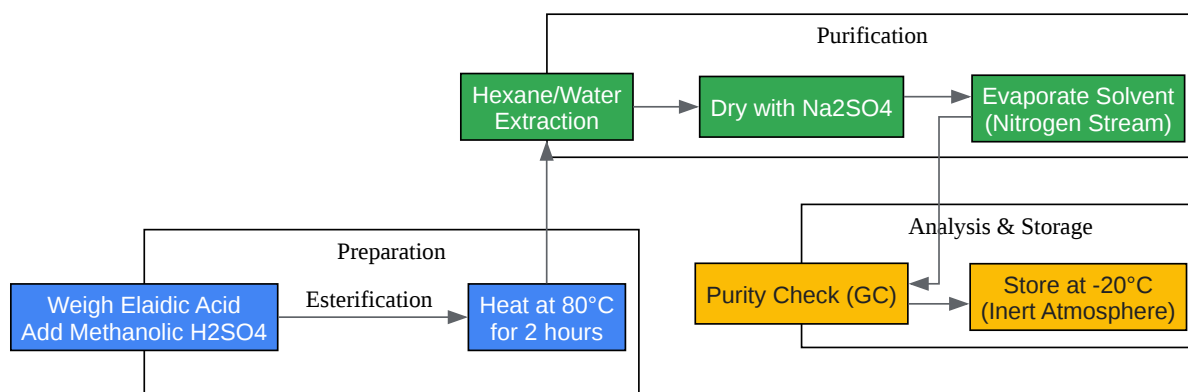 Purification
Hexane/Water
Extraction
Dry with Na2SO4
Evaporate Solvent
(Nitrogen Stream)
Preparation
Weigh Elaidic Acid
Add Methanolic H2SO4
Esterification
Heat at 80°C
for 2 hours
Analysis & Storage
Purity Check (GC)
Store at -20°C
(Inert Atmosphere)